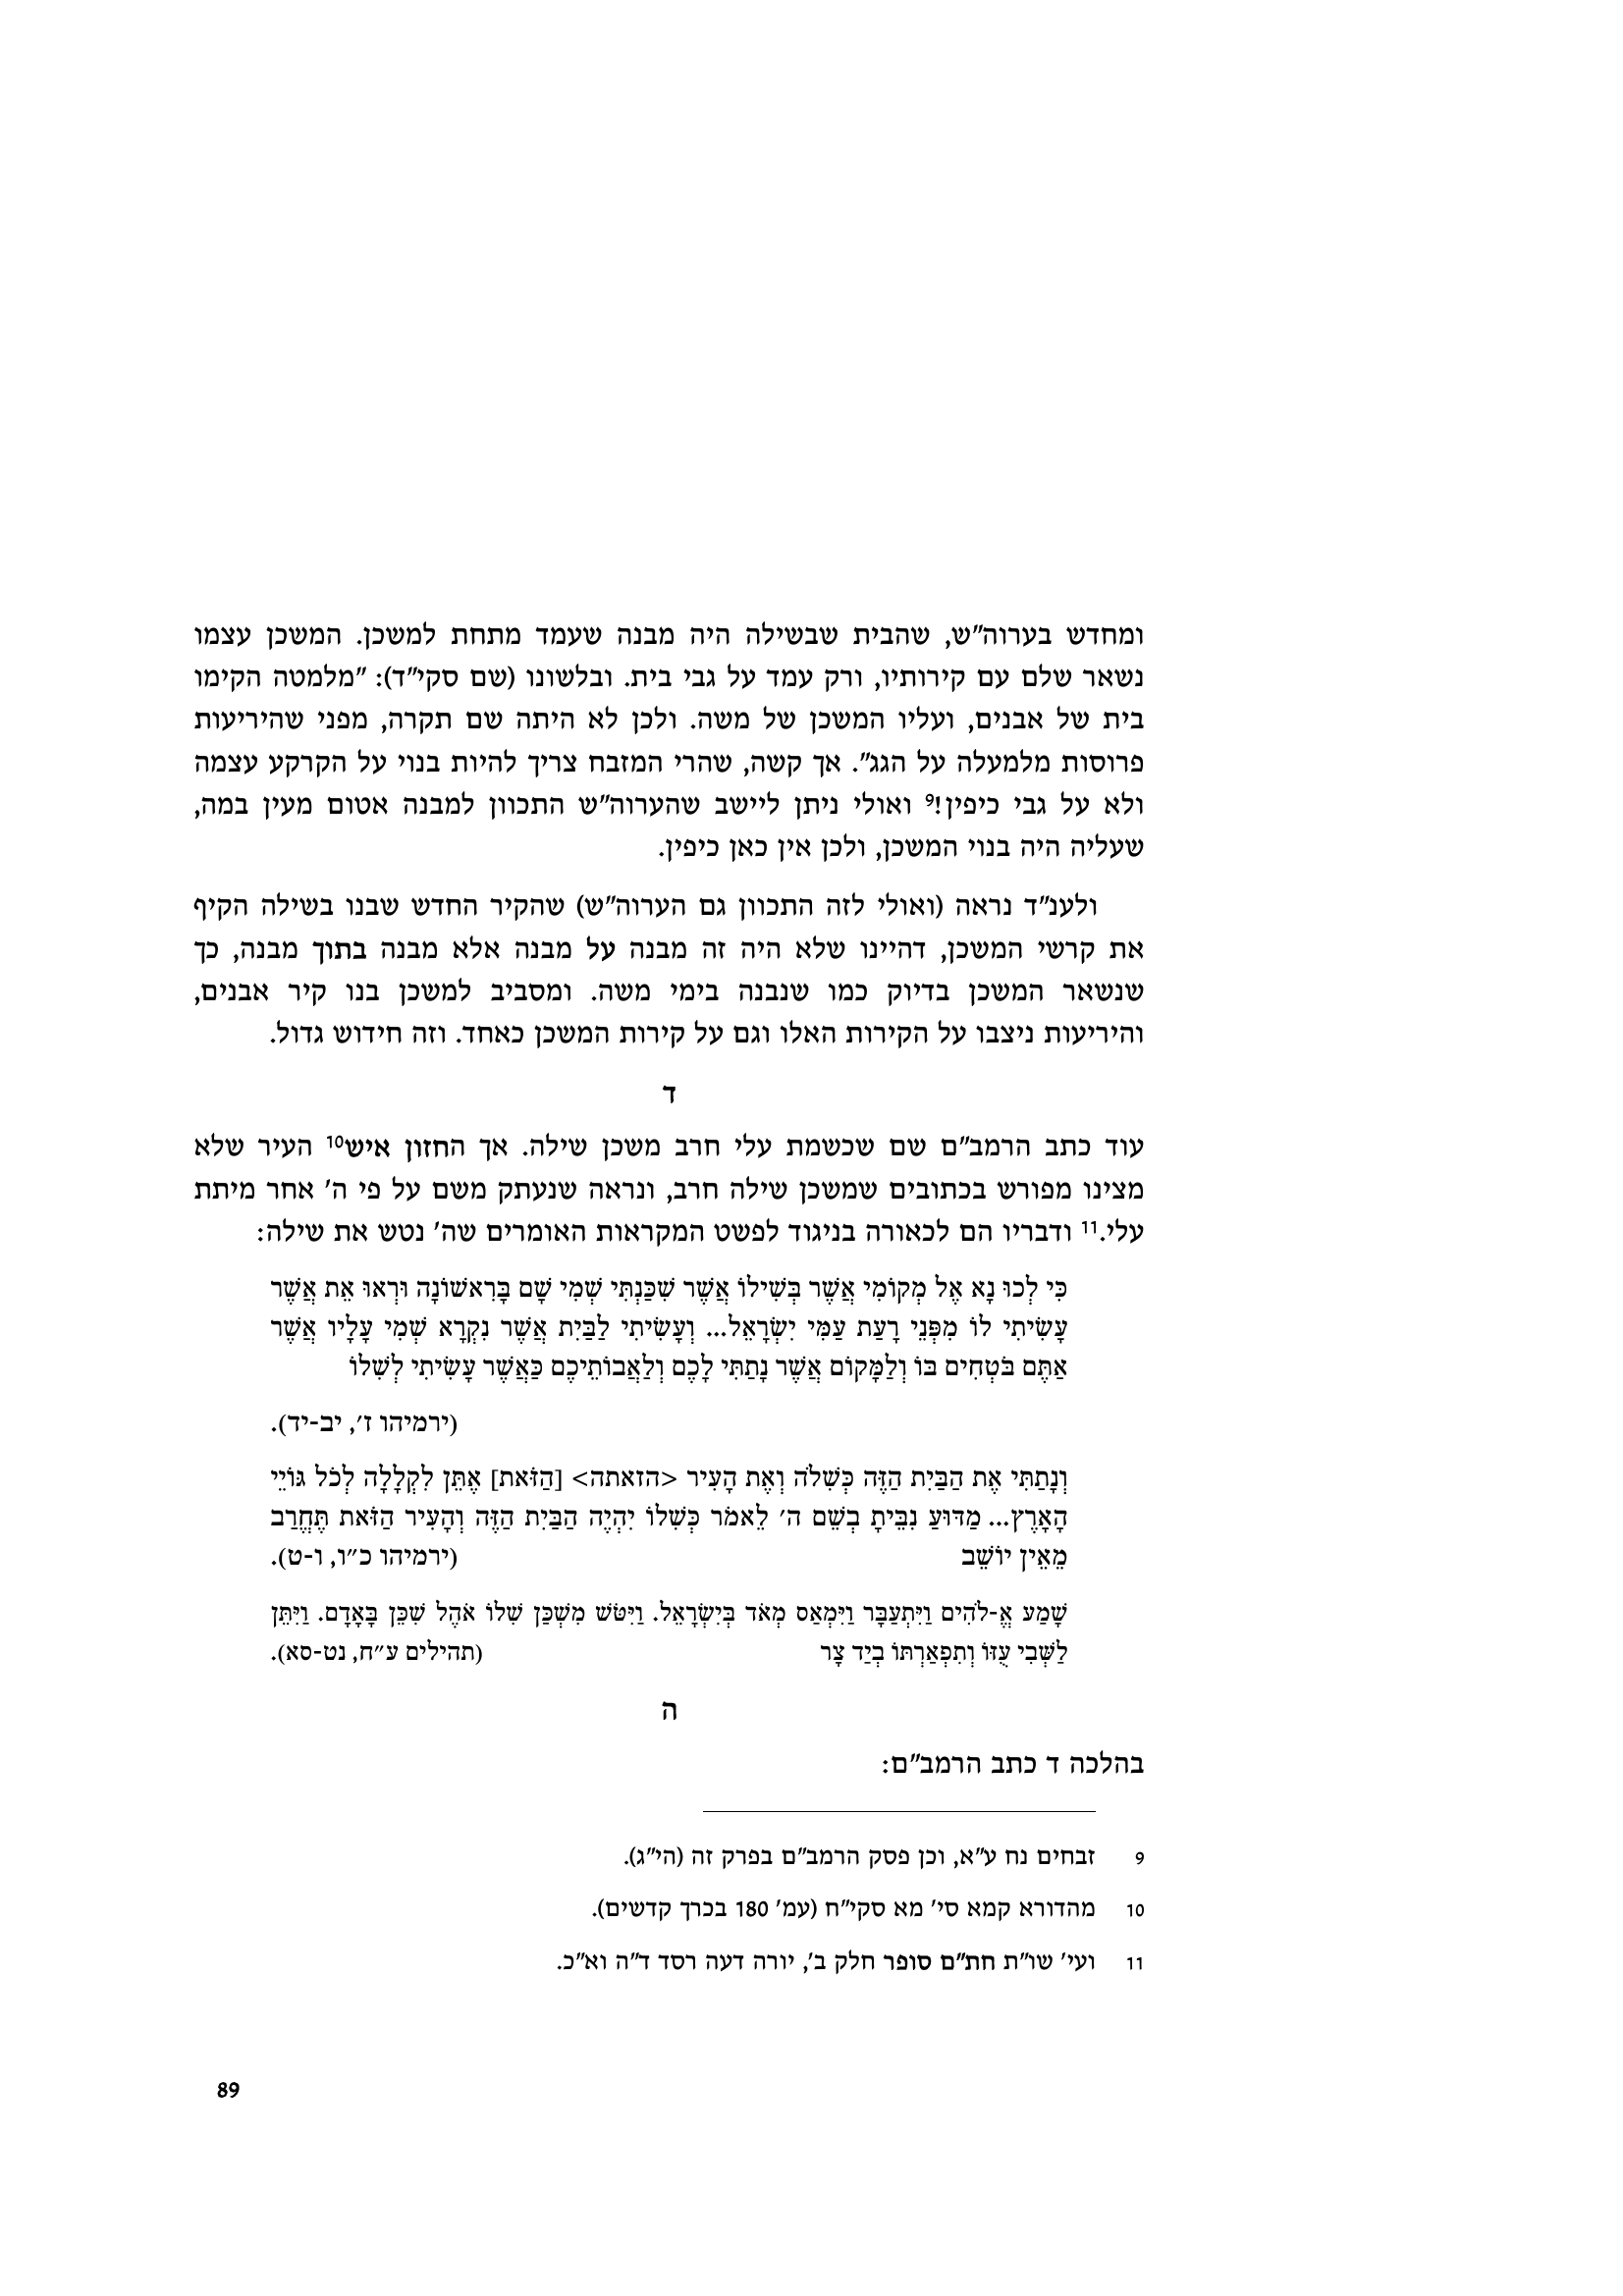 ומחדש בערוה"ש, שהבית שבשילה היה מבנה שעמד מתחת למשכן. המשכן עצמו
נשאר שלם עם קירותיו, ורק עמד על גבי בית. ובלשונו (שם סקי"ד): "מלמטה הקימו
בית של אבנים, ועליו המשכן של משה. ולכן לא היתה שם תקרה, מפני שהיריעות
פרוסות מלמעלה על הגג". אך קשה, שהרי המזבח צריך להיות בנוי על הקרקע עצמה
ולא על גבי כיפין!9 ואולי ניתן ליישב שהערוה"ש התכוון למבנה אטום מעין במה,
שעליה היה בנוי המשכן, ולכן אין כאן כיפין.
ולענ"ד נראה (ואולי לזה התכוון גם הערוה"ש) שהקיר החדש שבנו בשילה הקיף
את קרשי המשכן, דהיינו שלא היה זה מבנה על מבנה אלא מבנה בתוך מבנה, כך
שנשאר המשכן בדיוק כמו שנבנה בימי משה. ומסביב למשכן בנו קיר אבנים,
והיריעות ניצבו על הקירות האלו וגם על קירות המשכן כאחד. וזה חידוש גדול.
ד
עוד כתב הרמב"ם שם שכשמת עלי חרב משכן שילה. אך החזון איש10 העיר שלא
מצינו מפורש בכתובים שמשכן שילה חרב, ונראה שנעתק משם על פי ה' אחר מיתת
עלי.11 ודבריו הם לכאורה בניגוד לפשט המקראות האומרים שה' נטש את שילה:
כִּי לְכוּ נָא אֶל מְקוֹמִי אֲשֶׁר בְּשִׁילוֹ אֲשֶׁר שִׁכַּנְתִּי שְׁמִי שָׁם בָּרִאשׁוֹנָה וּרְאוּ אֵת אֲשֶׁר
עָשִׂיתִי לוֹ מִפְּנֵי רָעַת עַמִּי יִשְׂרָאֵל... וְעָשִׂיתִי לַבַּיִת אֲשֶׁר נִקְרָא שְׁמִי עָלָיו אֲשֶׁר
אַתֶּם בֹּטְחִים בּוֹ וְלַמָּקוֹם אֲשֶׁר נָתַתִּי לָכֶם וְלַאֲבוֹתֵיכֶם כַּאֲשֶׁר עָשִׂיתִי לְשִׁלוֹ
(ירמיהו ז', יב-יד).
וְנָתַתִּי אֶת הַבַּיִת הַזֶּה כְּשִׁלֹה וְאֶת הָעִיר <הזאתה> [הַזֹּאת] אֶתֵּן לִקְלָלָה לְכֹל גּוֹיֵי
הָאָרֶץ... מַדּוּעַ נִבֵּיתָ בְשֵׁם ה' לֵאמֹר כְּשִׁלוֹ יִהְיֶה הַבַּיִת הַזֶּה וְהָעִיר הַזֹּאת תֶּחֱרַב
מֵאֵין יוֹשֵׁב (ירמיהו כ"ו, ו-ט).
שָׁמַע אֱ-לֹהִים וַיִּתְעַבָּר וַיִּמְאַס מְאֹד בְּיִשְׂרָאֵל. וַיִּטֹּשׁ מִשְׁכַּן שִׁלוֹ אֹהֶל שִׁכֵּן בָּאָדָם. וַיִּתֵּן
לַשְּׁבִי עֻזּוֹ וְתִפְאַרְתּוֹ בְיַד צָר (תהילים ע"ח, נט-סא).
ה
בהלכה ד כתב הרמב"ם:
9 זבחים נח ע"א, וכן פסק הרמב"ם בפרק זה (הי"ג).
10 מהדורא קמא סי' מא סקי"ח (עמ' 180 בכרך קדשים).
11 ועי' שו"ת חת"ם סופר חלק ב', יורה דעה רסד ד"ה וא"כ.
89